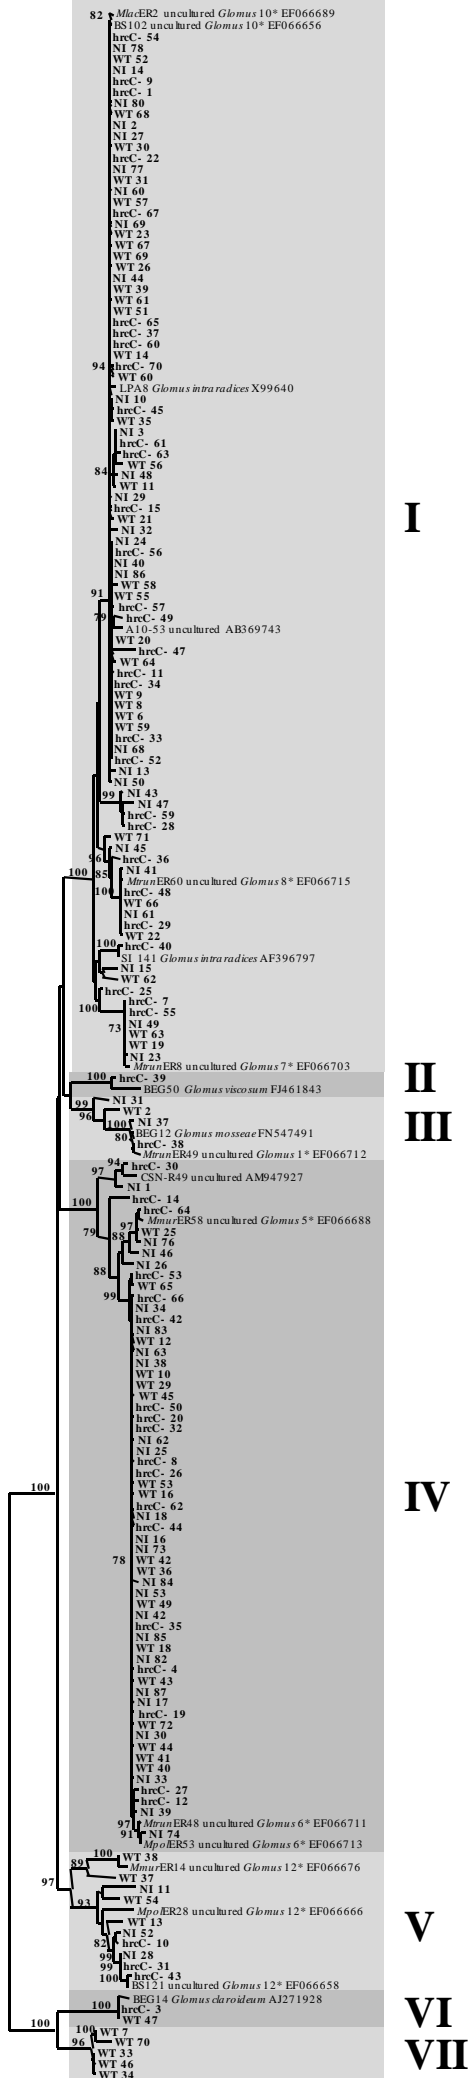 82 MlacER2 uncultured Glomus 10* EF066689
BS102 uncultured Glomus 10* EF066656
hrcC- 54
NI 78
WT 52
NI 14
hrcC- 9
hrcC- 1
NI 80
WT 68
NI 2
NI 27
WT 30
hrcC- 22
NI 77
WT 31
NI 60
WT 57
hrcC- 67
NI 69
WT 23
WT 67
WT 69
WT 26
NI 44
WT 39
WT 61
WT 51
hrcC- 65
hrcC- 37
hrcC- 60
WT 14
94 hrcC- 70
WT 60
LPA8 Glomus intraradices X99640
NI 10
hrcC- 45
WT 35
NI 3
hrcC- 61
hrcC- 63
WT 56
84 NI 48
WT 11
NI 29
hrcC- 15
WT 21
I
NI 32
NI 24
hrcC- 56
NI 40
NI 86
WT 58
91 WT 55
hrcC- 57
79 hrcC- 49
A10-53 uncultured AB369743
WT 20
hrcC- 47
WT 64
hrcC- 11
hrcC- 34
WT 9
WT 8
WT 6
WT 59
hrcC- 33
NI 68
hrcC- 52
NI 13
NI 50
99 NI 43
NI 47
hrcC- 59
hrcC- 28
WT 71
NI 45
96 hrcC- 36
NI 41
100 85 MtrunER60 uncultured Glomus 8* EF066715
100 hrcC- 48
WT 66
NI 61
hrcC- 29
WT 22
100 hrcC- 40
SI 141 Glomus intraradices AF396797
NI 15
WT 62
hrcC- 25
100 hrcC- 7
hrcC- 55
73 NI 49
WT 63
WT 19
NI 23
MtrunER8 uncultured Glomus 7* EF066703
100 hrcC- 39
II
BEG50 Glomus viscosum FJ461843
99 NI 31
96 WT 2
100 NI 37
III
80 BEG12 Glomus mosseae FN547491
hrcC- 38
MtrunER49 uncultured Glomus 1* EF066712
94 hrcC- 30
97 CSN-R49 uncultured AM947927
NI 1
100 hrcC- 14
hrcC- 64
MmurER58 uncultured Glomus 5* EF066688
97 WT 25
79 88 NI 76
NI 46
NI 26
88 hrcC- 53
WT 65
99 hrcC- 66
NI 34
hrcC- 42
NI 83
WT 12
NI 63
NI 38
WT 10
WT 29
WT 45
hrcC- 50
hrcC- 20
hrcC- 32
NI 62
NI 25
hrcC- 8
hrcC- 26
100 WT 53
WT 16
IV
hrcC- 62
NI 18
hrcC- 44
NI 16
NI 73
78 WT 42
WT 36
NI 84
NI 53
WT 49
NI 42
hrcC- 35
NI 85
WT 18
NI 82
hrcC- 4
WT 43
NI 87
NI 17
hrcC- 19
WT 72
NI 30
WT 44
WT 41
WT 40
NI 33
hrcC- 27
hrcC- 12
NI 39
97 MtrunER48 uncultured Glomus 6* EF066711
91 NI 74
MpolER53 uncultured Glomus 6* EF066713
100 WT 38
89 MmurER14 uncultured Glomus 12* EF066676
97 WT 37
NI 11
93 WT 54
MpolER28 uncultured Glomus 12* EF066666
WT 13
V
NI 52
82 hrcC- 10
99 NI 28
99 hrcC- 31
100 hrcC- 43
BS121 uncultured Glomus 12* EF066658
BEG14 Glomus claroideum AJ271928
100 hrcC- 3
VI
WT 47
100 100 WT 7
96 WT 70
VII
WT 33
WT 46
WT 34